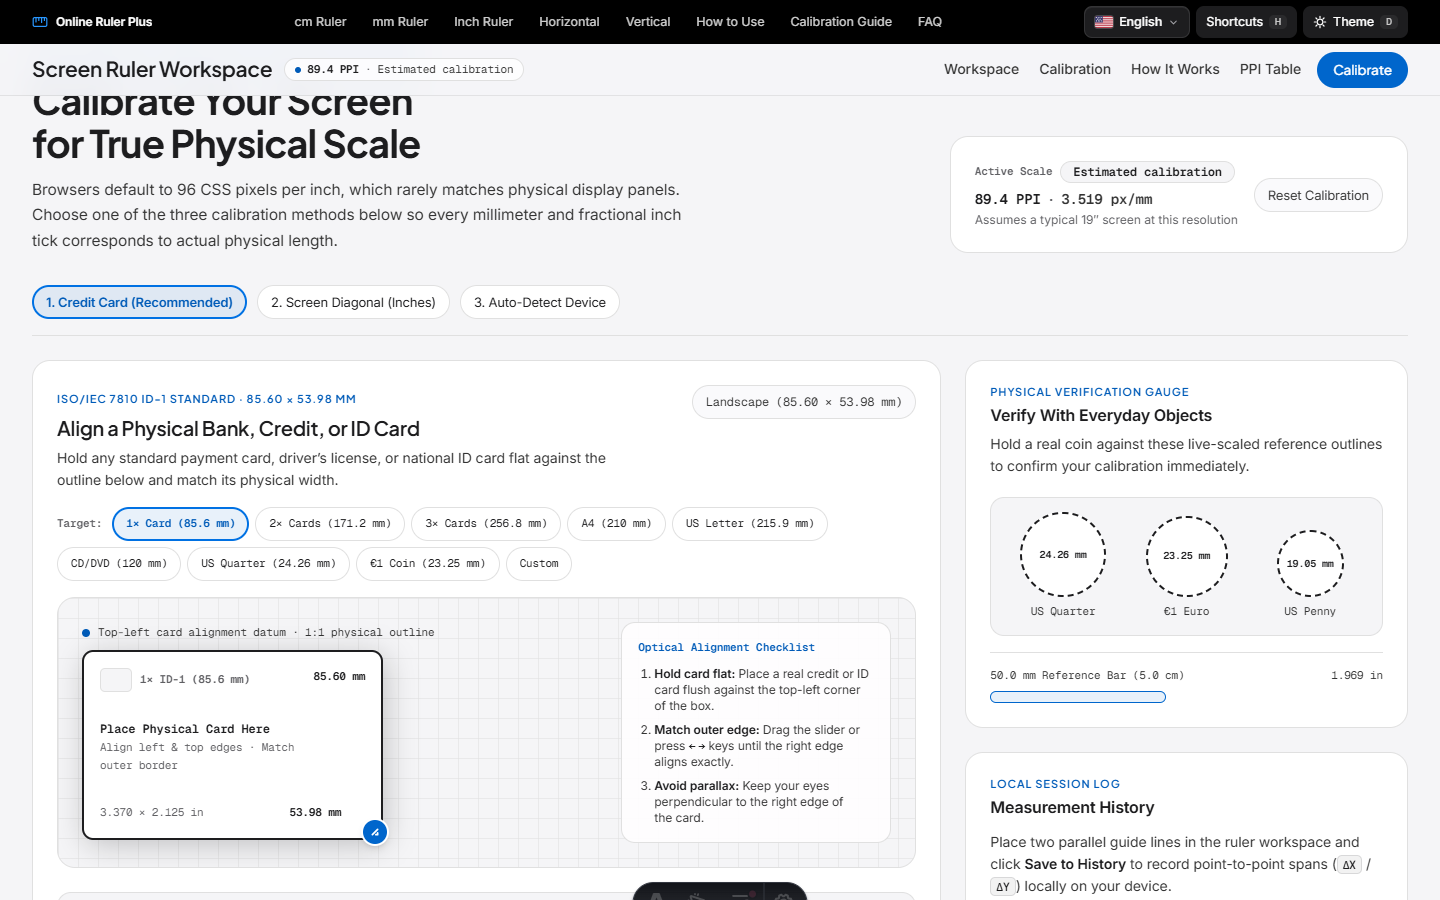 Online Ruler Plus
cm Ruler
mm Ruler
Inch Ruler
Horizontal
Vertical
How to Use
Calibration Guide
FAQ
English
Shortcuts H
Theme D
Screen Ruler Workspace
89.4 PPI · Estimated calibration
Workspace
Calibration
How It Works
PPI Table
Calibrate
Calibrate Your Screen
for True Physical Scale
Browsers default to 96 CSS pixels per inch, which rarely matches physical display panels.
Choose one of the three calibration methods below so every millimeter and fractional inch
tick corresponds to actual physical length.
Active Scale Estimated calibration
89.4 PPI · 3.519 px/mm
Assumes a typical 19″ screen at this resolution
Reset Calibration
1. Credit Card (Recommended)
2. Screen Diagonal (Inches)
3. Auto-Detect Device
ISO/IEC 7810 ID-1 STANDARD · 85.60 × 53.98 MM
Landscape (85.60 × 53.98 mm)
Align a Physical Bank, Credit, or ID Card
Hold any standard payment card, driver’s license, or national ID card flat against the
outline below and match its physical width.
Target:
1× Card (85.6 mm)
2× Cards (171.2 mm)
3× Cards (256.8 mm)
A4 (210 mm)
US Letter (215.9 mm)
CD/DVD (120 mm)
US Quarter (24.26 mm)
€1 Coin (23.25 mm)
Custom
Top-left card alignment datum · 1:1 physical outline
1× ID-1 (85.6 mm)
85.60 mm
Place Physical Card Here
Align left & top edges · Match
outer border
3.370 × 2.125 in
53.98 mm
Optical Alignment Checklist
1. Hold card flat: Place a real credit or ID
card flush against the top-left corner
of the box.
2. Match outer edge: Drag the slider or
press ←→ keys until the right edge
aligns exactly.
3. Avoid parallax: Keep your eyes
perpendicular to the right edge of
the card.
PHYSICAL VERIFICATION GAUGE
Verify With Everyday Objects
Hold a real coin against these live-scaled reference outlines
to confirm your calibration immediately.
24.26 mm
23.25 mm
19.05 mm
US Quarter
€1 Euro
US Penny
50.0 mm Reference Bar (5.0 cm)
1.969 in
LOCAL SESSION LOG
Measurement History
Place two parallel guide lines in the ruler workspace and
click Save to History to record point-to-point spans (ΔX /
ΔY) locally on your device.